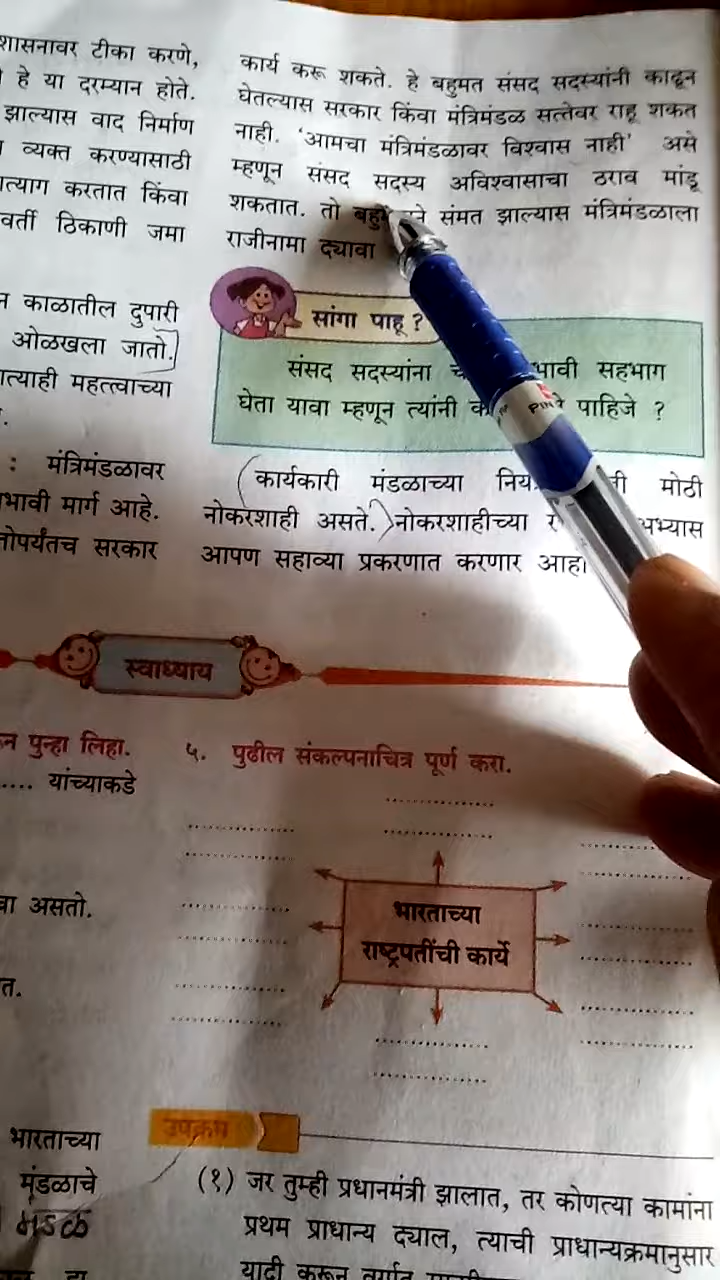 शासनावर टीका करणे,
हे या दरम्यान होते.
झाल्यास वाद निर्माण
व्यक्त करण्यासाठी
त्याग करतात किंवा
वर्ती ठिकाणी जमा
काळातील दुपारी
ओळखला जातो.
त्याही महत्त्वाच्या
: मंत्रिमंडळावर
भावी मार्ग आहे.
तोपर्यंतच सरकार
कार्य करू शकते. हे बहुमत संसद सदस्यांनी काढून
घेतल्यास सरकार किंवा मंत्रिमंडळ सत्तेवर राहू शकत
नाही. 'आमचा मंत्रिमंडळावर विश्वास नाही' असे
म्हणून संसद सदस्य अविश्वासाचा ठराव मांडू
शकतात. तो संमत झाल्यास मंत्रिमंडळाला
राजीनामा द्यावा
सांगा पाहू ?
संसद सदस्यांना भावी सहभाग
घेता यावा म्हणून त्यांनी पाहिजे ?
कार्यकारी मंडळाच्या मोठी
नोकरशाही असते. नोकरशाहीच्या अभ्यास
आपण सहाव्या प्रकरणात करणार आहो
स्वाध्याय
पुन्हा लिहा.
.... यांच्याकडे
असतो.
त.
५. पुढील संकल्पनाचित्र पूर्ण करा.
भारताच्या
राष्ट्रपतींची कार्ये
भारताच्या
मंडळाचे
मंडळ
उपक्रम
(१) जर तुम्ही प्रधानमंत्री झालात, तर कोणत्या कामांना
प्रथम प्राधान्य द्याल, त्याची प्राधान्यक्रमानुसार
यादी करून वर्गात